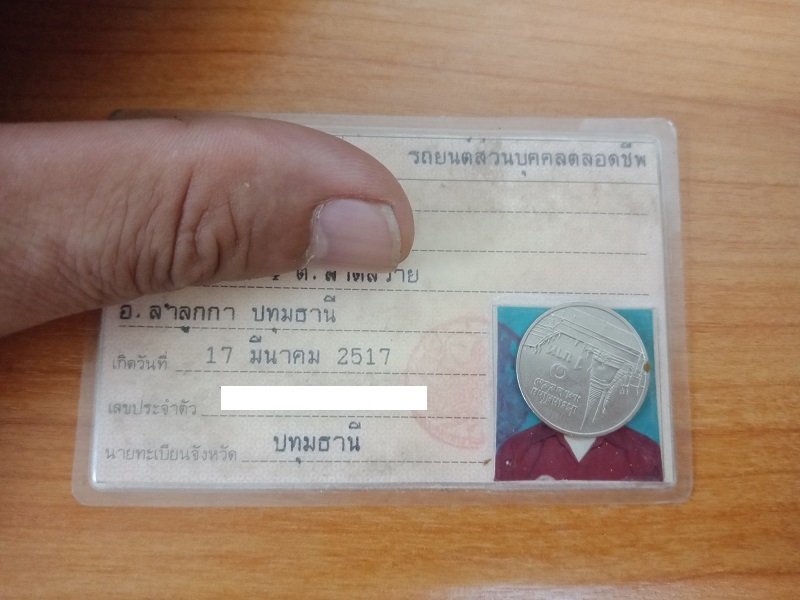 รถยนต์ส่วนบุคคลตลอดชีพ
ต.ลาดสวาย
อ.ลำลูกกา ปทุมธานี
เกิดวันที่ 17 มีนาคม 2517
เลขประจำตัว
นายทะเบียนจังหวัด ปทุมธานี